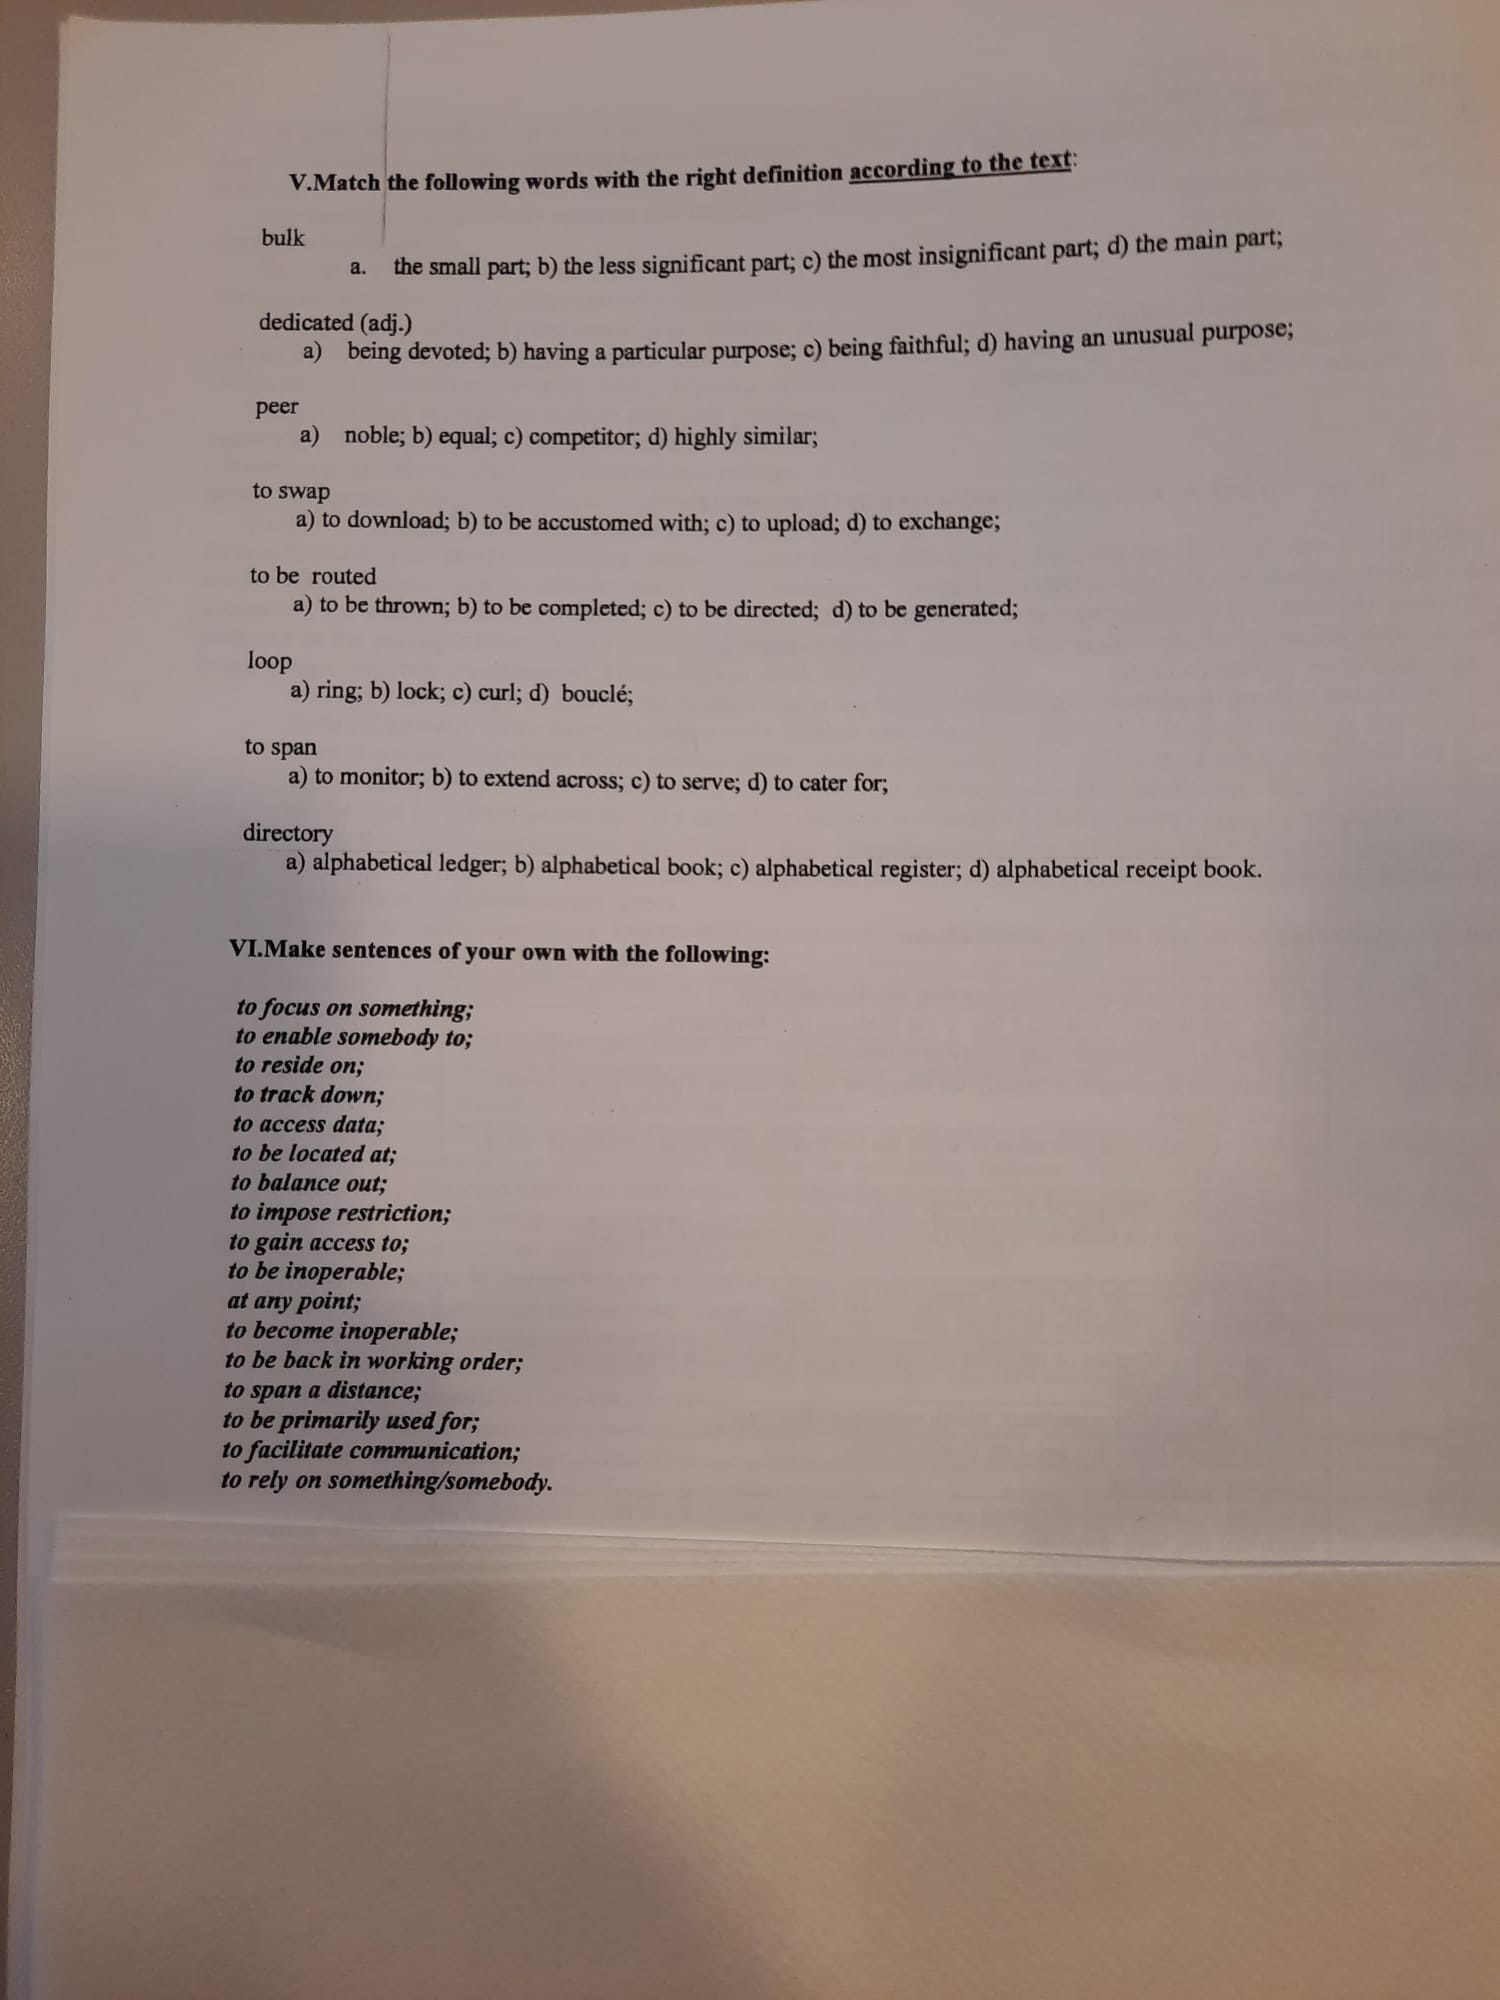 V.Match the following words with the right definition according to the text:
bulk
a. the small part; b) the less significant part; c) the most insignificant part; d) the main part;
dedicated (adj.)
a) being devoted; b) having a particular purpose; c) being faithful; d) having an unusual purpose;
peer
a) noble; b) equal; c) competitor; d) highly similar;
to swap
a) to download; b) to be accustomed with; c) to upload; d) to exchange;
to be routed
a) to be thrown; b) to be completed; c) to be directed; d) to be generated;
loop
a) ring; b) lock; c) curl; d) bouclé;
to span
a) to monitor; b) to extend across; c) to serve; d) to cater for;
directory
a) alphabetical ledger; b) alphabetical book; c) alphabetical register; d) alphabetical receipt book.
VI.Make sentences of your own with the following:
to focus on something;
to enable somebody to;
to reside on;
to track down;
to access data;
to be located at;
to balance out;
to impose restriction;
to gain access to;
to be inoperable;
at any point;
to become inoperable;
to be back in working order;
to span a distance;
to be primarily used for;
to facilitate communication;
to rely on something/somebody.